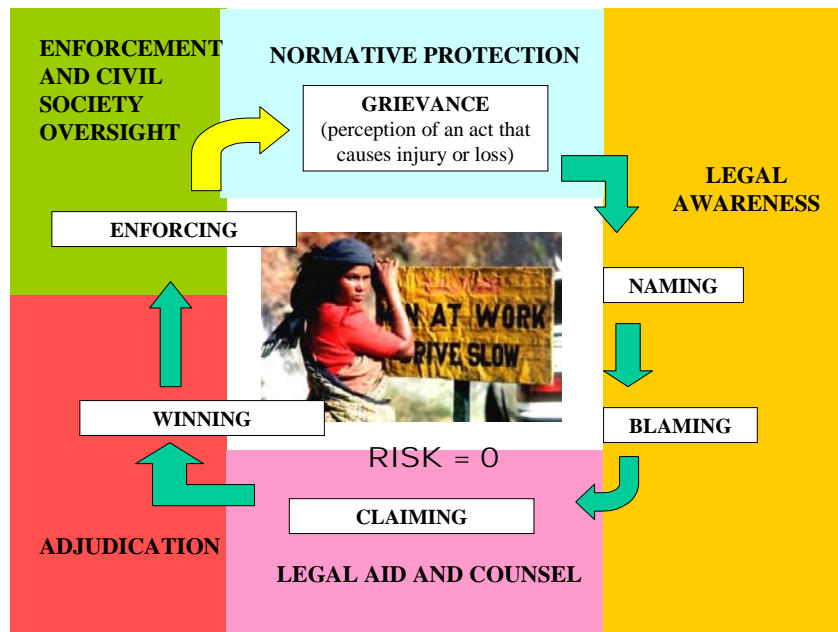 ENFORCEMENT
AND CIVIL
SOCIETY
OVERSIGHT
NORMATIVE PROTECTION
GRIEVANCE
(perception of an act that
causes injury or loss)
LEGAL
AWARENESS
ENFORCING
NAMING
AT WORK
DRIVE SLOW
WINNING
BLAMING
RISK = 0
CLAIMING
ADJUDICATION
LEGAL AID AND COUNSEL